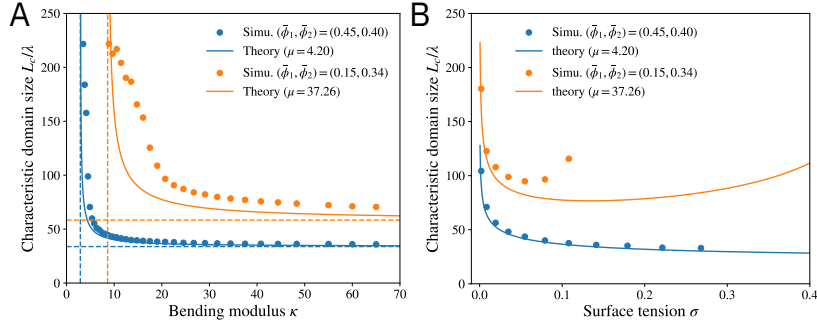 A
Characteristic domain size L_c/λ
250
200
150
100
50
0
0 10 20 30 40 50 60 70
Bending modulus κ
Simu. (ϕ̄₁, ϕ̄₂) = (0.45, 0.40)
Theory (μ = 4.20)
Simu. (ϕ̄₁, ϕ̄₂) = (0.15, 0.34)
Theory (μ = 37.26)
B
Characteristic domain size L_c/λ
250
200
150
100
50
0
0.0 0.1 0.2 0.3 0.4
Surface tension σ
Simu. (ϕ̄₁, ϕ̄₂) = (0.45, 0.40)
theory (μ = 4.20)
Simu. (ϕ̄₁, ϕ̄₂) = (0.15, 0.34)
theory (μ = 37.26)